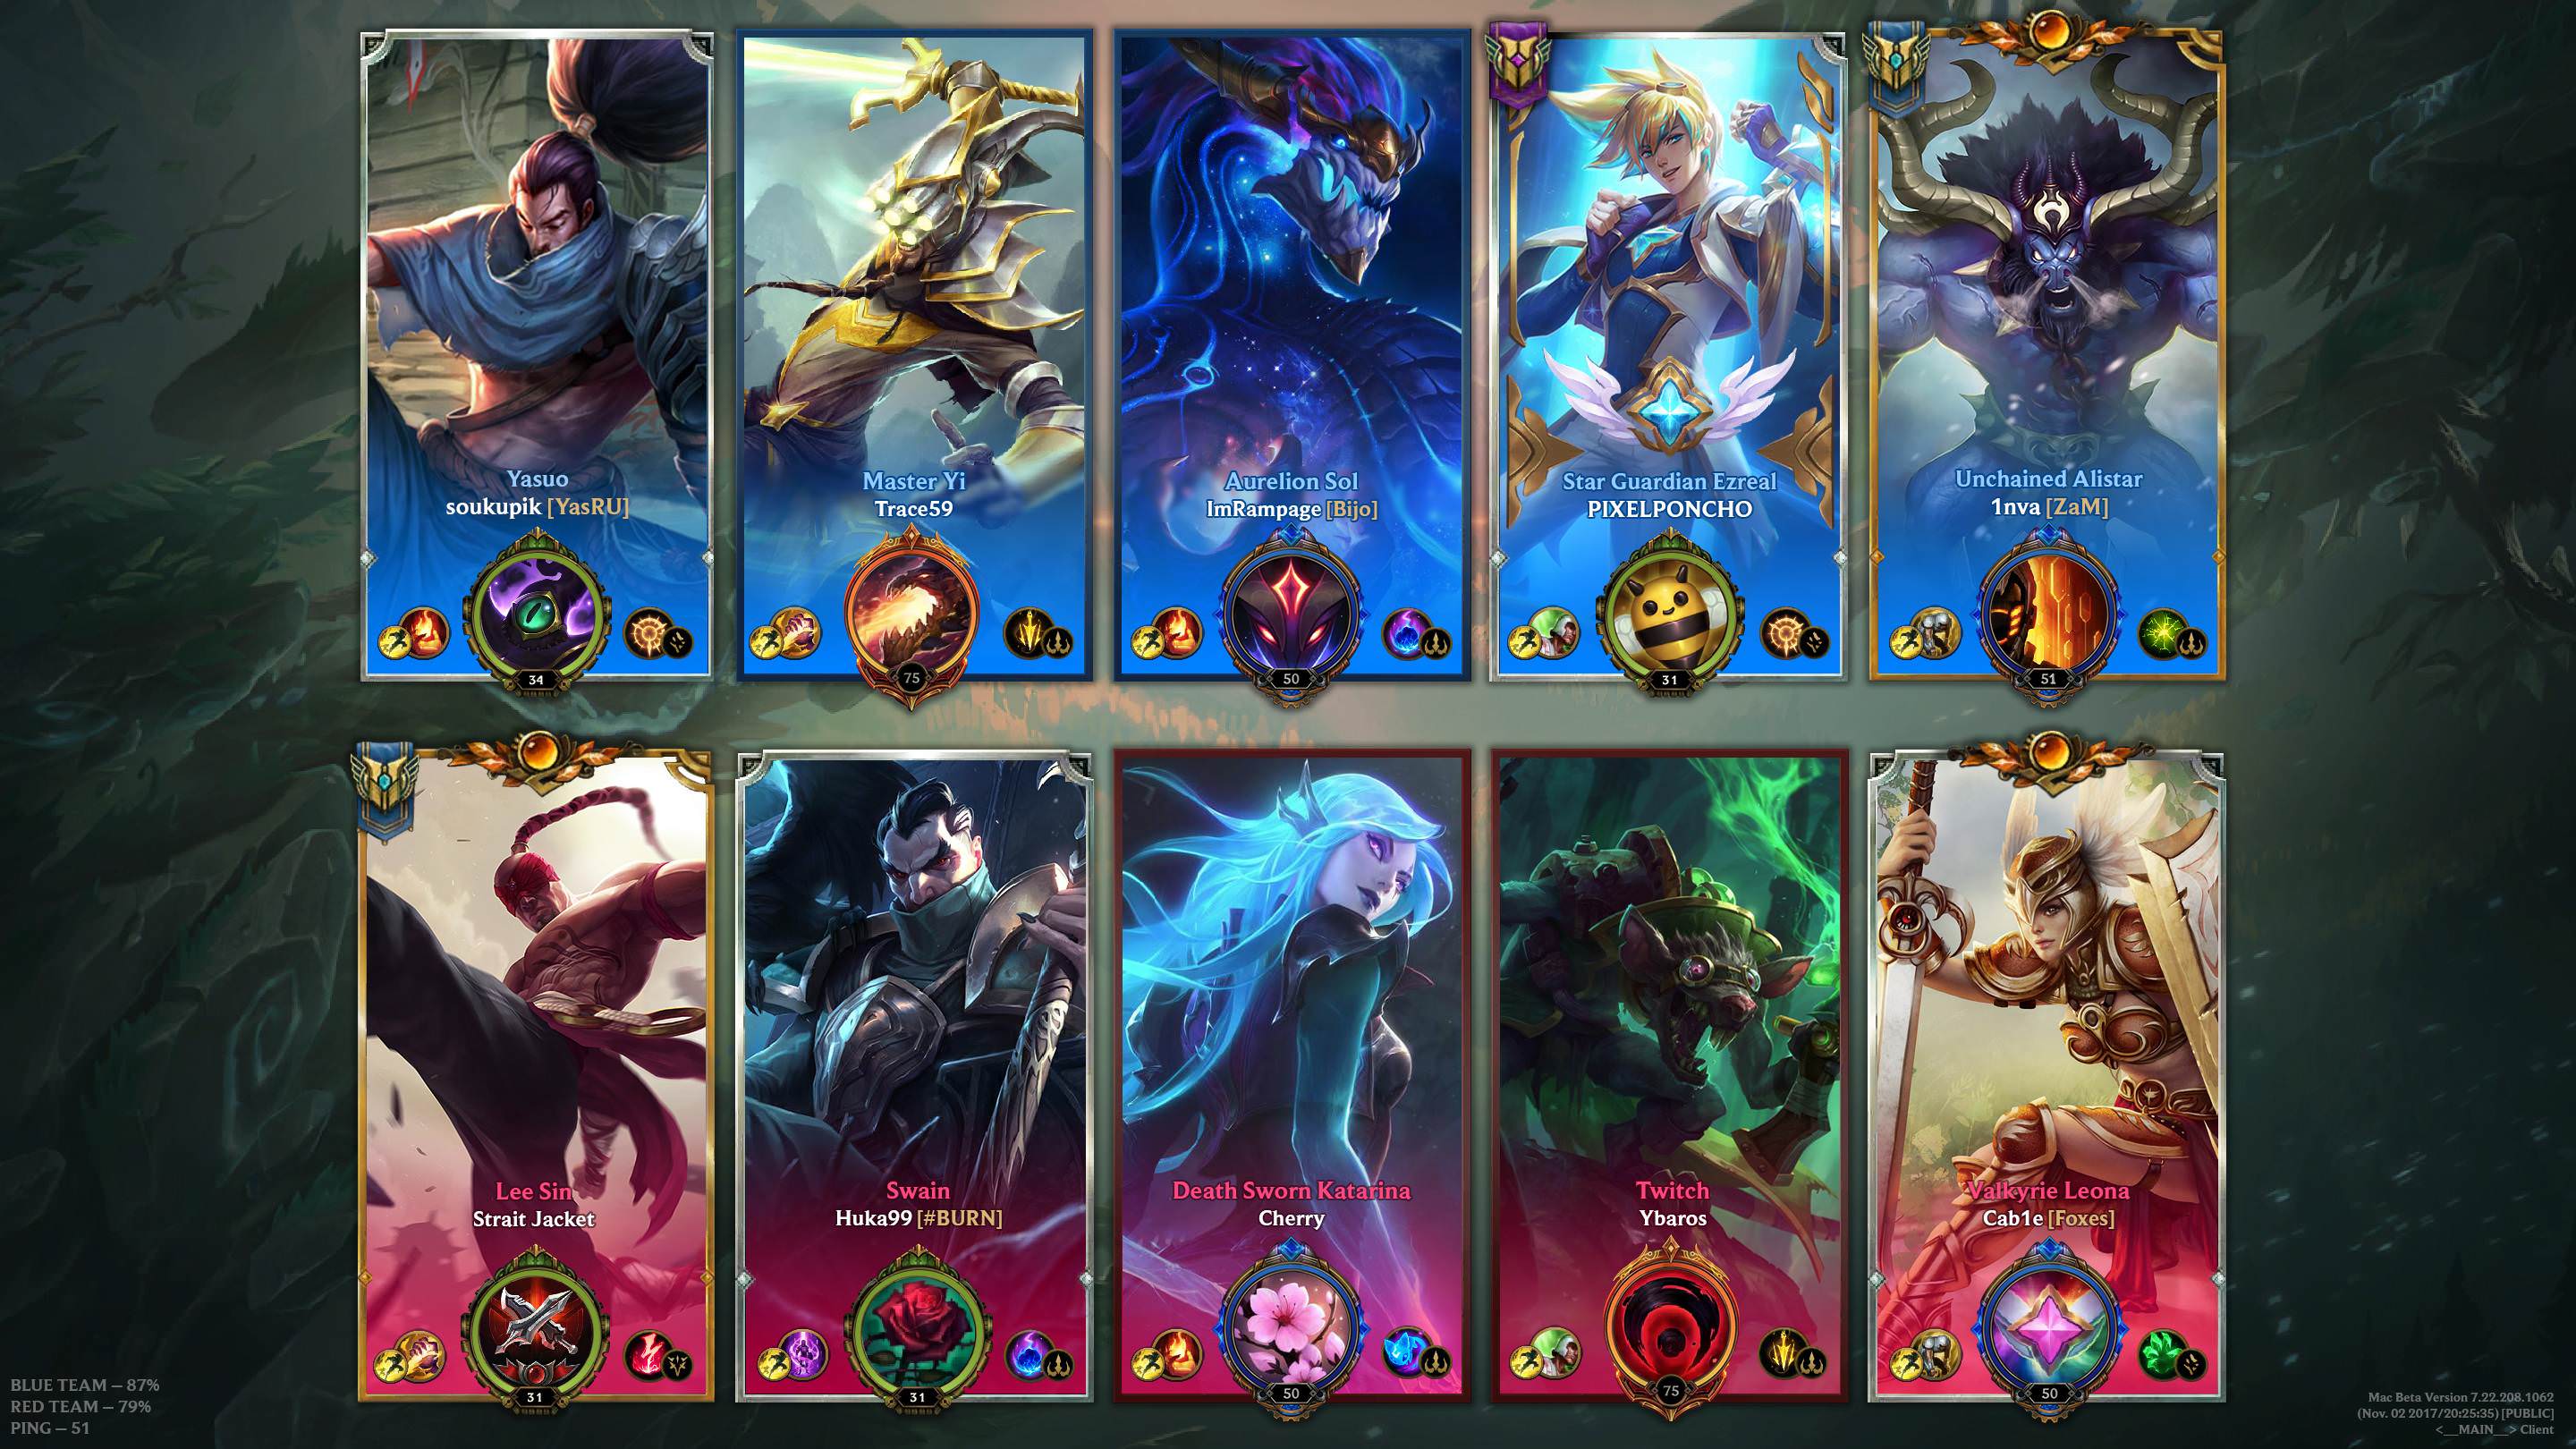 Yasuo
soukupik [YasRU]
34
Master Yi
Trace59
75
Aurelion Sol
ImRampage [Bijo]
50
Star Guardian Ezreal
PIXELPONCHO
31
Unchained Alistar
1nva [ZaM]
51
Lee Sin
Strait Jacket
31
Swain
Huka99 [#BURN]
31
Death Sworn Katarina
Cherry
50
Twitch
Ybaros
75
Valkyrie Leona
Cab1e [Foxes]
50
BLUE TEAM – 87%
RED TEAM – 79%
PING – 51
Mac Beta Version 7.22.208.1062
(Nov. 02 2017/20:25:35) [PUBLIC]
<__MAIN__> Client